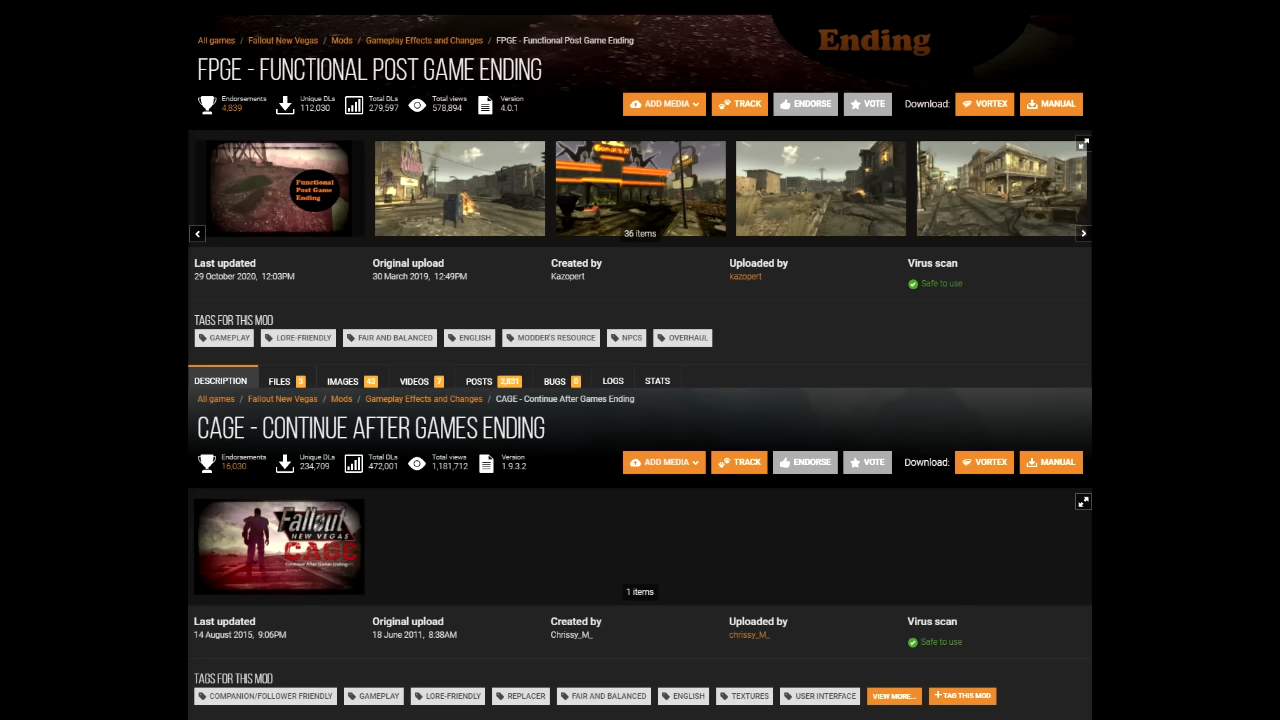 Ending
All games / Fallout New Vegas / Mods / Gameplay Effects and Changes / FPGE - Functional Post Game Ending
FPGE - FUNCTIONAL POST GAME ENDING
Endorsements Unique DLs Total DLs Total views Version
4,839 112,030 279,597 578,894 4.0.1
ADD MEDIA TRACK ENDORSE VOTE Download: VORTEX MANUAL
Functional
Post Game
Ending
36 items
Last updated Original upload Created by Uploaded by Virus scan
29 October 2020, 12:03PM 30 March 2019, 12:49PM Kazopert kazopert Safe to use
TAGS FOR THIS MOD
GAMEPLAY LORE-FRIENDLY FAIR AND BALANCED ENGLISH MODDER'S RESOURCE NPCS OVERHAUL
DESCRIPTION FILES 3 IMAGES 43 VIDEOS 7 POSTS 2,831 BUGS 0 LOGS STATS
All games / Fallout New Vegas / Mods / Gameplay Effects and Changes / CAGE - Continue After Games Ending
CAGE - CONTINUE AFTER GAMES ENDING
Endorsements Unique DLs Total DLs Total views Version
16,030 234,709 472,001 1,181,712 1.9.3.2
ADD MEDIA TRACK ENDORSE VOTE Download: VORTEX MANUAL
Fallout
NEW VEGAS
CAGE
Continue After Game Ending
1 items
Last updated Original upload Created by Uploaded by Virus scan
14 August 2015, 9:06PM 18 June 2011, 8:38AM Chrissy_M_ chrissy_M_ Safe to use
TAGS FOR THIS MOD
COMPANION/FOLLOWER FRIENDLY GAMEPLAY LORE-FRIENDLY REPLACER FAIR AND BALANCED ENGLISH TEXTURES USER INTERFACE VIEW MORE... + TAG THIS MOD